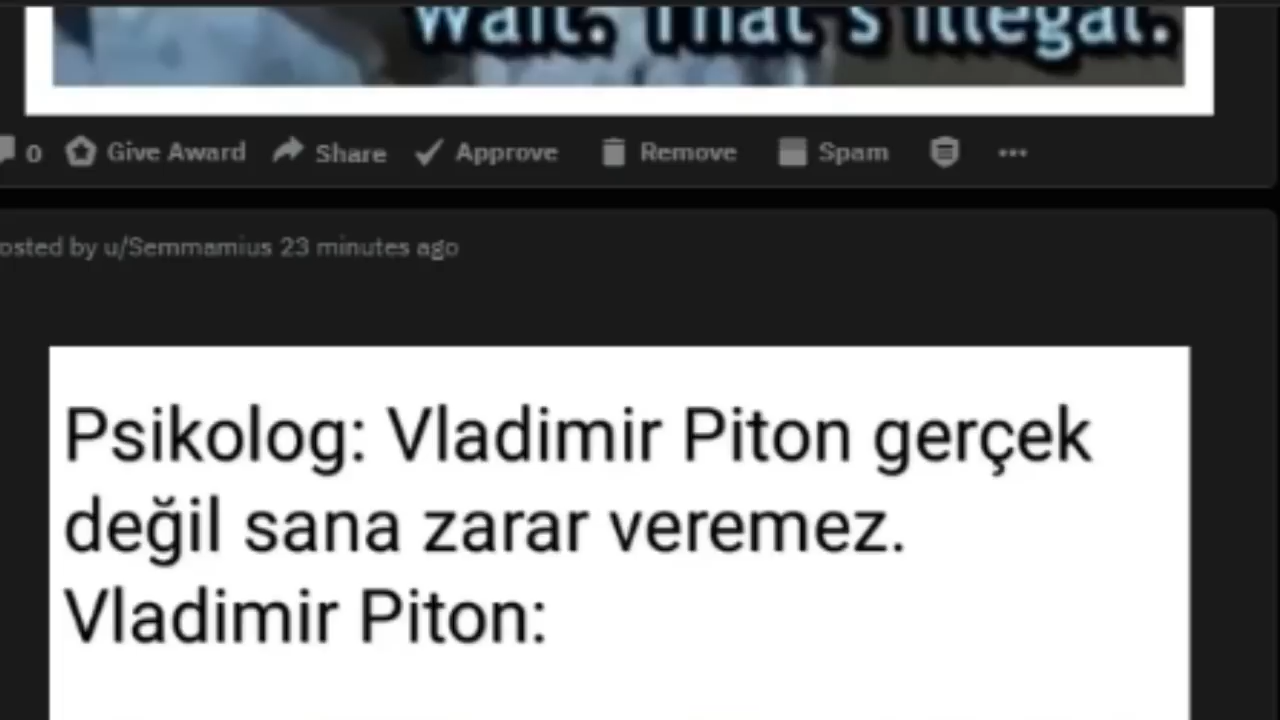 Wait. That's illegal.
0 Give Award Share Approve Remove Spam
osted by u/Semmamius 23 minutes ago
Psikolog: Vladimir Piton gerçek
değil sana zarar veremez.
Vladimir Piton: